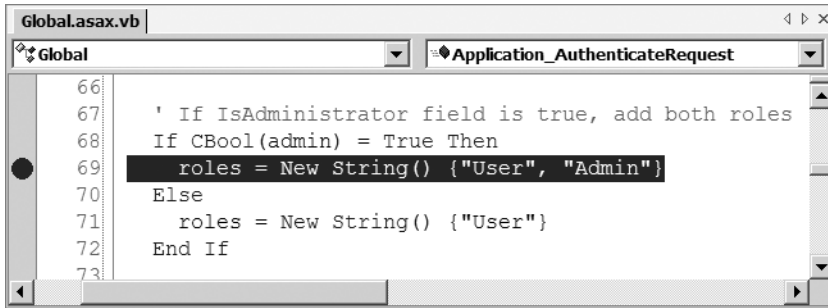 Global.asax.vb
Global
Application_AuthenticateRequest
66
67 ' If IsAdministrator field is true, add both roles
68 If CBool(admin) = True Then
69 roles = New String() {"User", "Admin"}
70 Else
71 roles = New String() {"User"}
72 End If
73